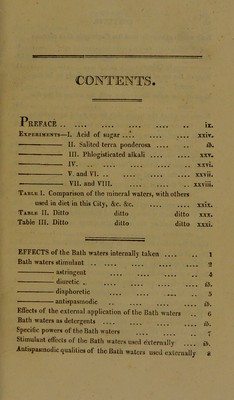 CONTENTS.
PREFACE .. .... .... .... .... .. ix.
EXPERIMENTS—I. Acid of sugar .... .... .... xxiv.
———— II. Salited terra ponderosa .... .. ib.
———— III. Phlogisticated alkali .... .... xxv.
———— IV. .. .... .... .... .. xxvi.
———— V. and VI. .. .... .... .. xxvii.
———— VII. and VIII. .... .... .. xxviii.
TABLE I. Comparison of the mineral waters, with others
used in diet in this City, &c. &c. .... .... xxix.
TABLE II. Ditto ditto ditto xxx.
Table III. Ditto ditto ditto xxxi.
EFFECTS of the Bath waters internally taken .... .. 1
Bath waters stimulant .. .... .... .... .... 2
———— astringent .... .... .... .... 4
———— diuretic .. .... .... .... .... ib.
———— diaphoretic .... .... .... .. 5
———— antispasmodic .. .... .... .... ib.
Effects of the external application of the Bath waters .. 6
Bath waters as detergents .... .... .... .... ib.
Specific powers of the Bath waters .... .... .. 7
Stimulant effects of the Bath waters used externally .... ib.
Antispasmodic qualities of the Bath waters used externally 8